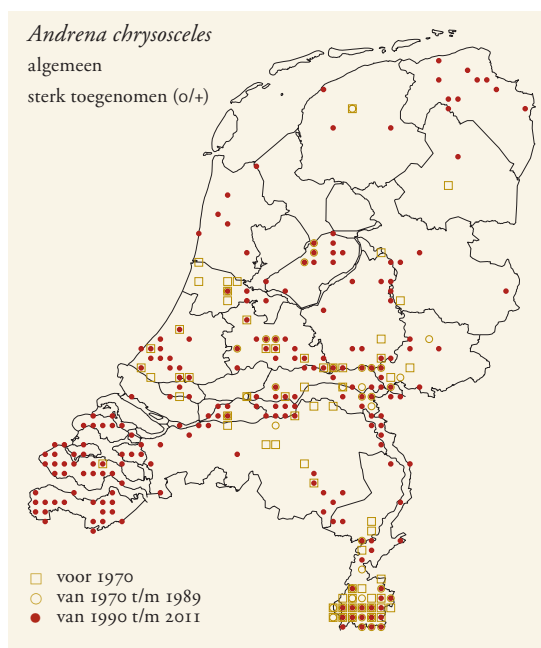 Andrena chrysosceles
algemeen
sterk toegenomen (0/+)
voor 1970
van 1970 t/m 1989
van 1990 t/m 2011